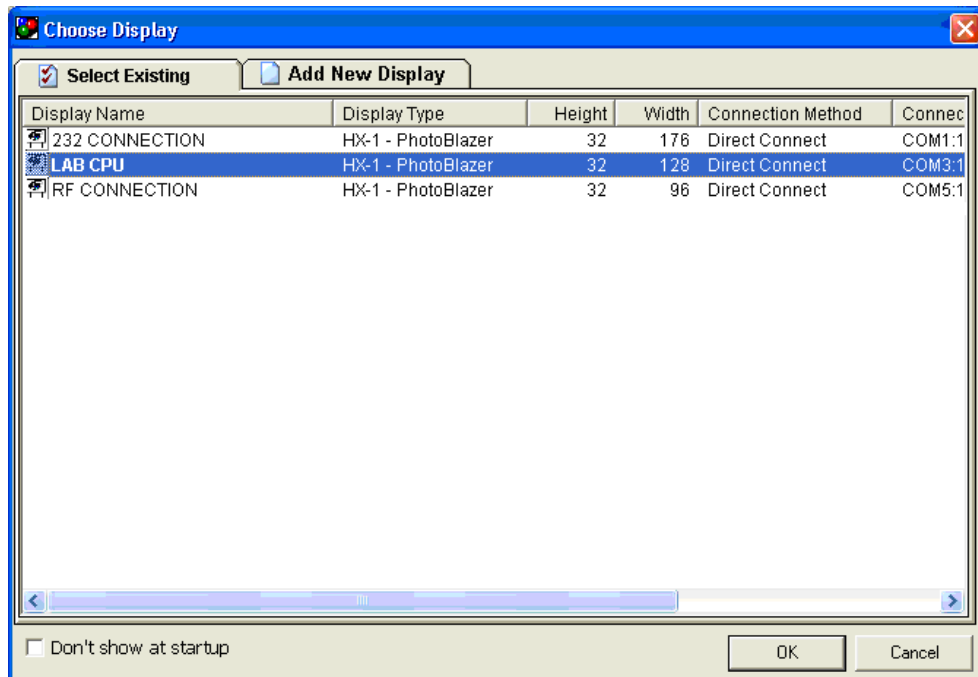 Choose Display
Select Existing Add New Display
Display Name Display Type Height Width Connection Method Connec
232 CONNECTION HX-1 - PhotoBlazer 32 176 Direct Connect COM1:1
LAB CPU HX-1 - PhotoBlazer 32 128 Direct Connect COM3:1
RF CONNECTION HX-1 - PhotoBlazer 32 96 Direct Connect COM5:1
Don't show at startup OK Cancel